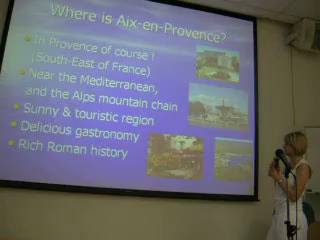 Where is Aix-en-Provence?
In Provence of course !
(South-East of France)
Near the Mediterranean,
and the Alps mountain chain
Sunny & touristic region
Delicious gastronomy
Rich Roman history